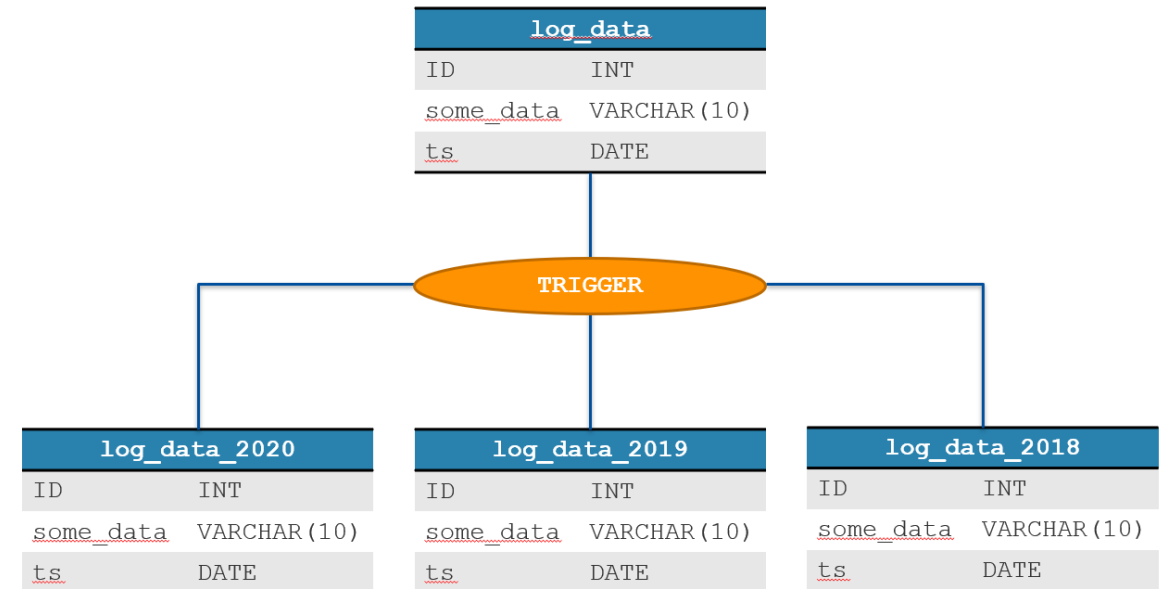 log_data
ID INT
some_data VARCHAR(10)
ts DATE
TRIGGER
log_data_2020
ID INT
some_data VARCHAR(10)
ts DATE
log_data_2019
ID INT
some_data VARCHAR(10)
ts DATE
log_data_2018
ID INT
some_data VARCHAR(10)
ts DATE